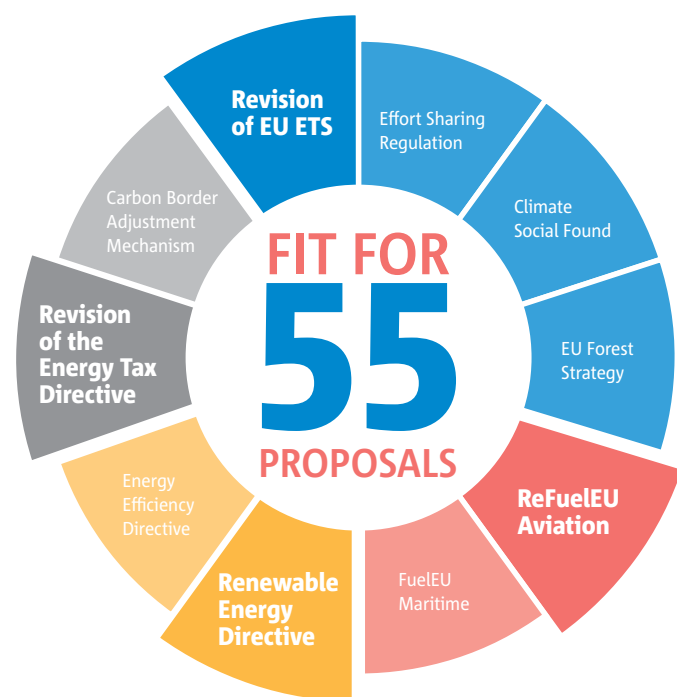 Revision
of EU ETS
Effort Sharing
Regulation
Climate
Social Found
EU Forest
Strategy
ReFuelEU
Aviation
FuelEU
Maritime
Renewable
Energy
Directive
Energy
Efficiency
Directive
Revision
of the
Energy Tax
Directive
Carbon Border
Adjustment
Mechanism
FIT FOR
55
PROPOSALS